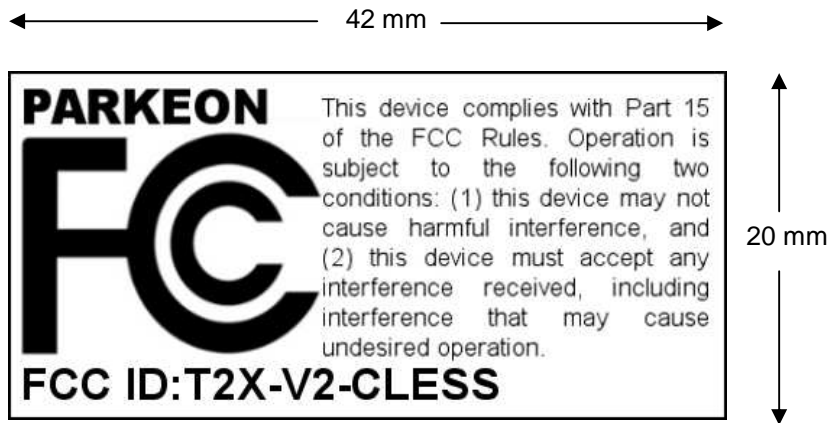 42 mm
PARKEON
FCC
This device complies with Part 15
of the FCC Rules. Operation is
subject to the following two
conditions: (1) this device may not
cause harmful interference, and
(2) this device must accept any
interference received, including
interference that may cause
undesired operation.
FCC ID:T2X-V2-CLESS
20 mm